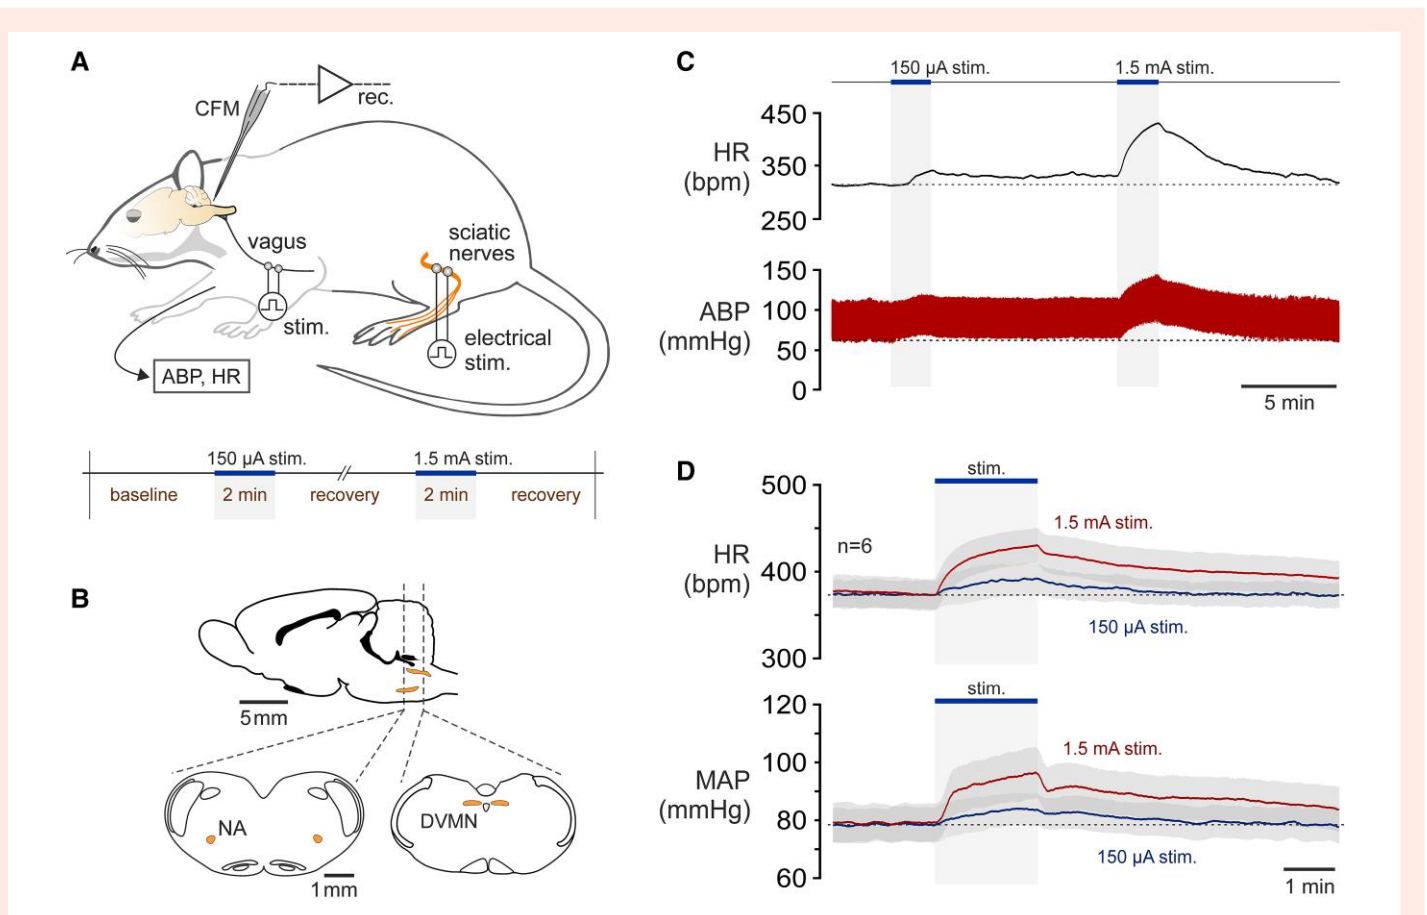 A
CFM
rec.
vagus
stim.
sciatic
nerves
electrical
stim.
ABP, HR
150 µA stim.
1.5 mA stim.
baseline
2 min
recovery
2 min
recovery
B
5mm
NA
DVMN
1mm
C
150 µA stim.
1.5 mA stim.
450
HR
350
(bpm)
250
150
ABP
100
(mmHg)
50
0
5 min
D
stim.
500
1.5 mA stim.
n=6
HR
400
(bpm)
150 µA stim.
300
stim.
120
1.5 mA stim.
100
MAP
(mmHg)
80
150 µA stim.
60
1 min